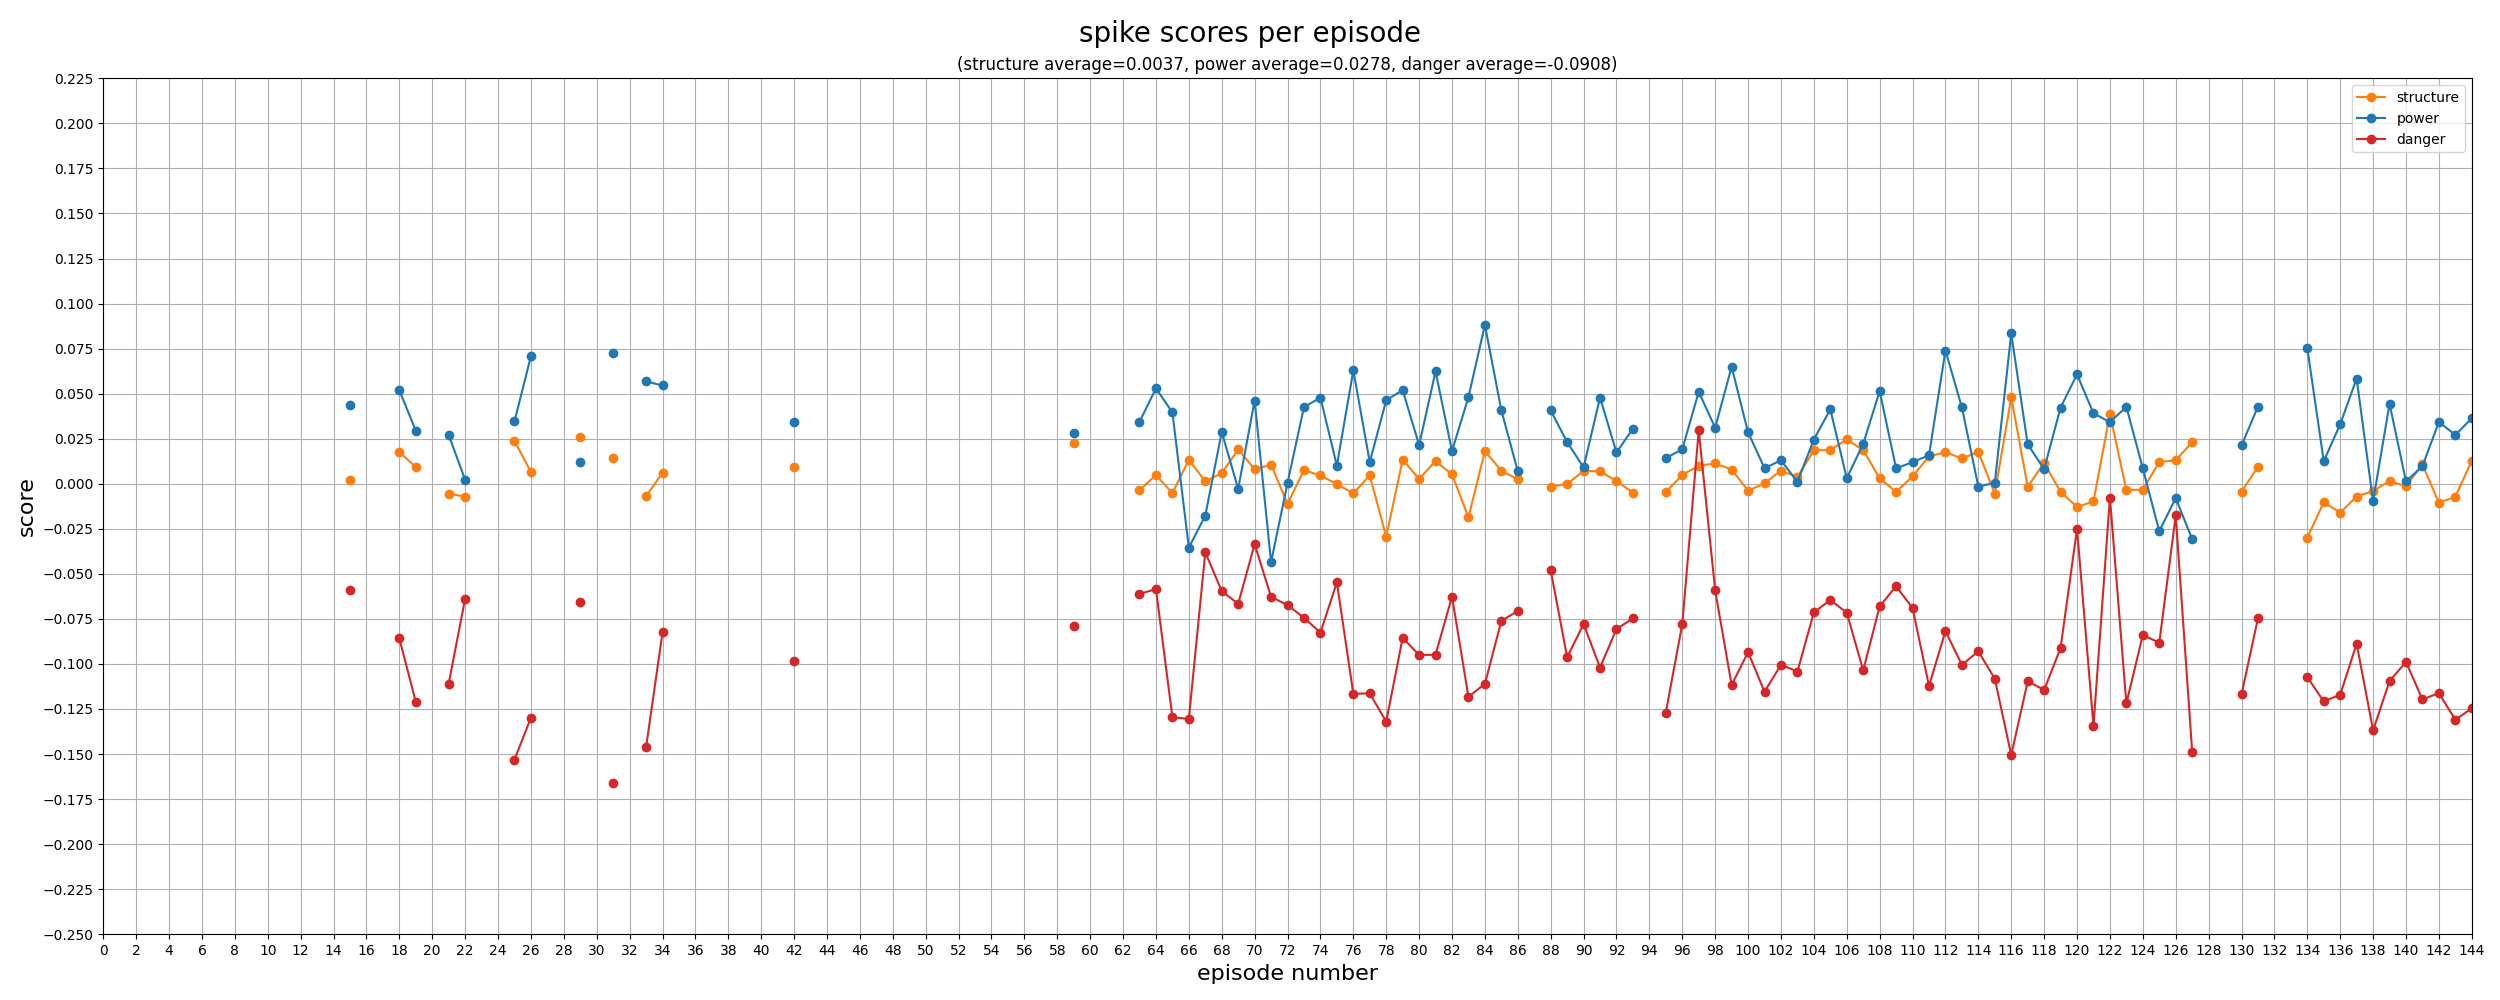 spike scores per episode
(structure average=0.0037, power average=0.0278, danger average=-0.0908)
structure
power
danger
score
0.225
0.200
0.175
0.150
0.125
0.100
0.075
0.050
0.025
0.000
−0.025
−0.050
−0.075
−0.100
−0.125
−0.150
−0.175
−0.200
−0.225
−0.250
0 2 4 6 8 10 12 14 16 18 20 22 24 26 28 30 32 34 36 38 40 42 44 46 48 50 52 54 56 58 60 62 64 66 68 70 72 74 76 78 80 82 84 86 88 90 92 94 96 98 100 102 104 106 108 110 112 114 116 118 120 122 124 126 128 130 132 134 136 138 140 142 144
episode number